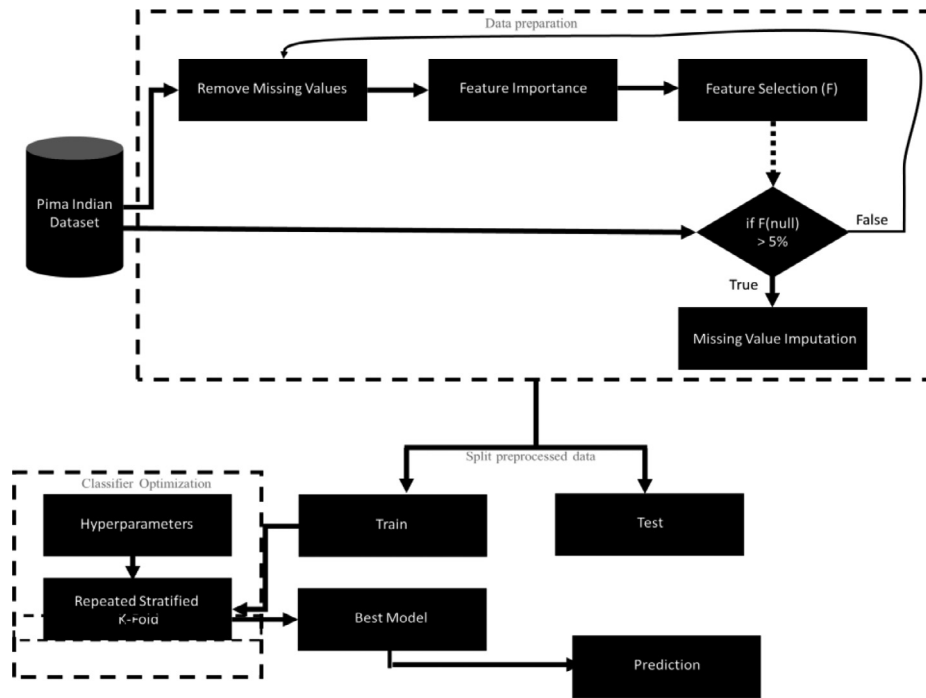 Data preparation
Remove Missing Values
Feature Importance
Feature Selection (F)
Pima Indian
Dataset
if F(null)
> 5%
False
True
Missing Value Imputation
Split preprocessed data
Classifier Optimization
Hyperparameters
Train
Test
Repeated Stratified
K-Fold
Best Model
Prediction